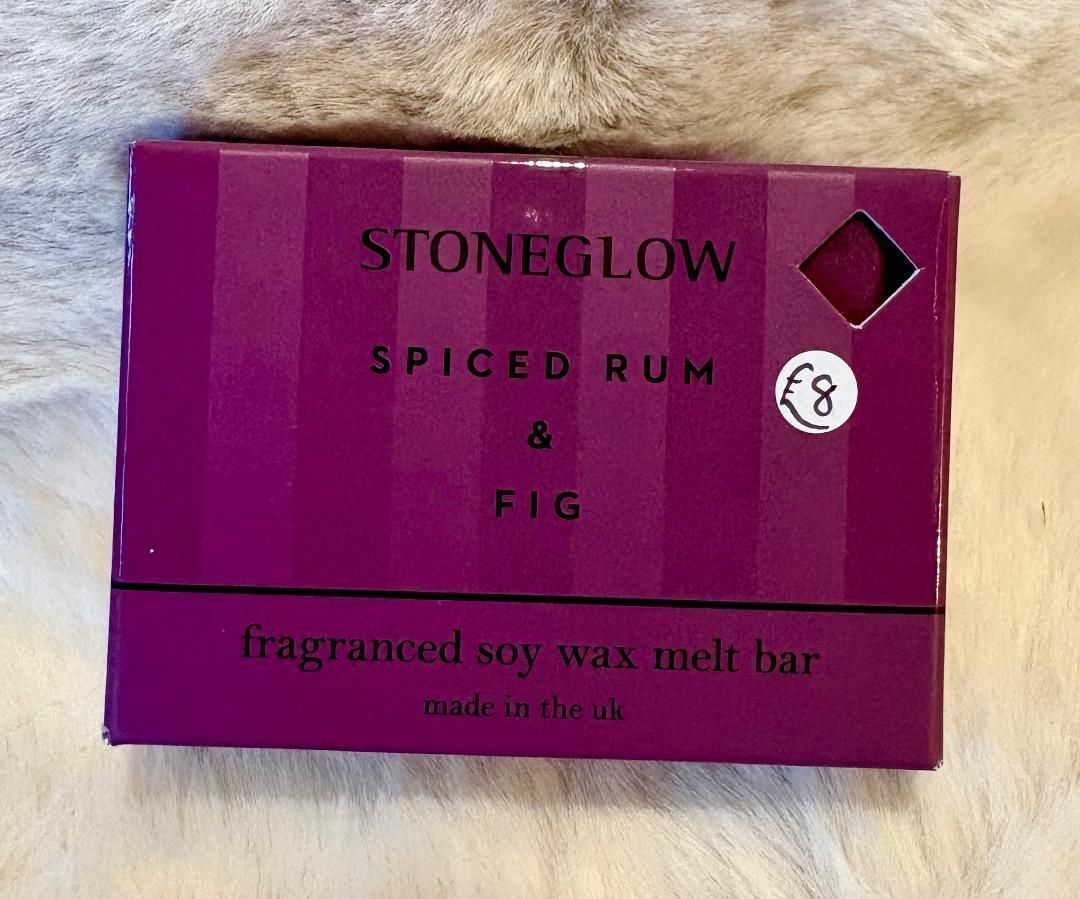 STONEGLOW
SPICED RUM
&
FIG
£8
fragranced soy wax melt bar
made in the uk